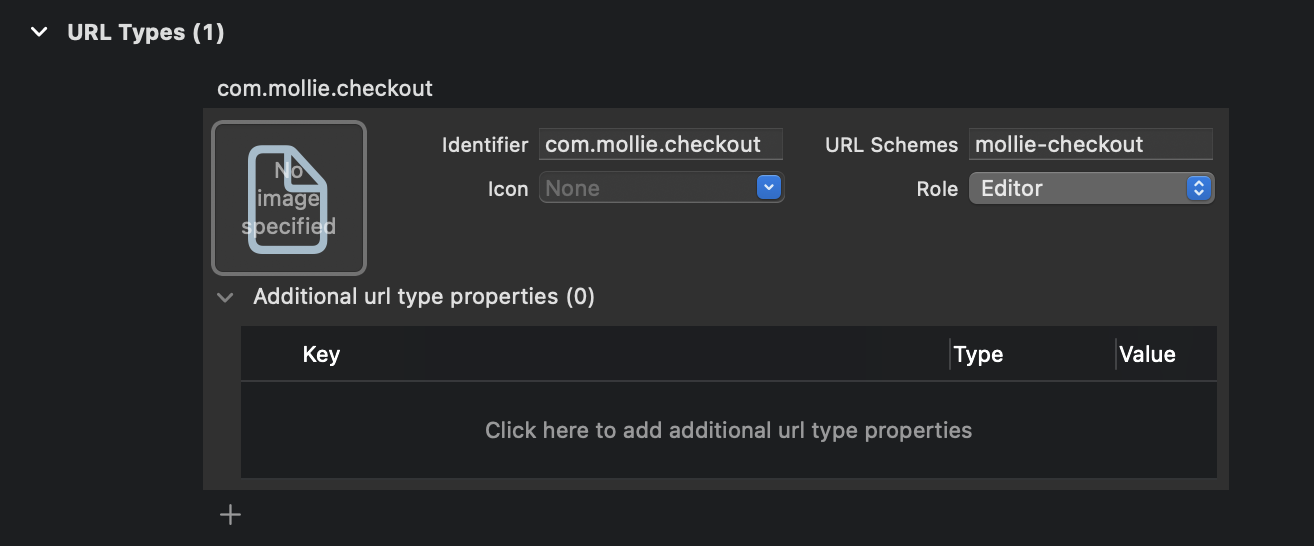 URL Types (1)
com.mollie.checkout
No image specified
Identifier com.mollie.checkout URL Schemes mollie-checkout
Icon None Role Editor
Additional url type properties (0)
Key Type Value
Click here to add additional url type properties